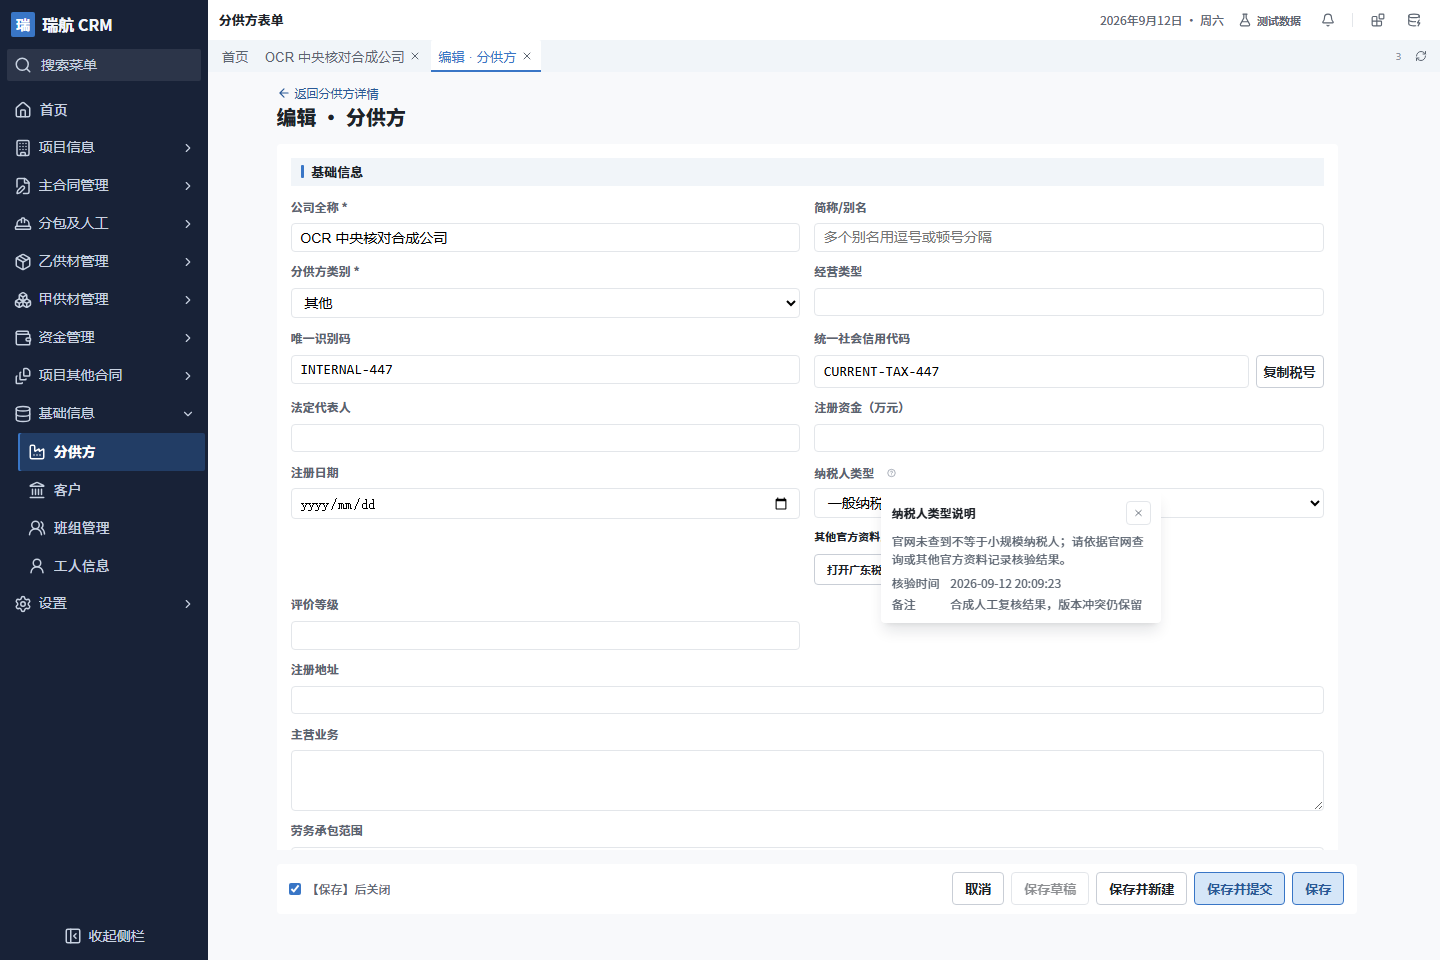 瑞 瑞航 CRM
搜索菜单
首页
项目信息
主合同管理
分包及人工
乙供材管理
甲供材管理
资金管理
项目其他合同
基础信息
分供方
客户
班组管理
工人信息
设置
收起侧栏
分供方表单
2026年9月12日 • 周六 测试数据
首页 OCR 中央核对合成公司 × 编辑 · 分供方 ×
3
← 返回分供方详情
编辑 • 分供方
基础信息
公司全称 *
OCR 中央核对合成公司
简称/别名
多个别名用逗号或顿号分隔
分供方类别 *
其他
经营类型
唯一识别码
INTERNAL-447
统一社会信用代码
CURRENT-TAX-447
复制税号
法定代表人
注册资金（万元）
注册日期
yyyy/mm/dd
纳税人类型
一般纳税
其他官方资料
打开广东税
纳税人类型说明 ×
官网未查到不等于小规模纳税人；请依据官网查
询或其他官方资料记录核验结果。
核验时间 2026-09-12 20:09:23
备注 合成人工复核结果，版本冲突仍保留
评价等级
注册地址
主营业务
劳务承包范围
【保存】后关闭
取消 保存草稿 保存并新建 保存并提交 保存